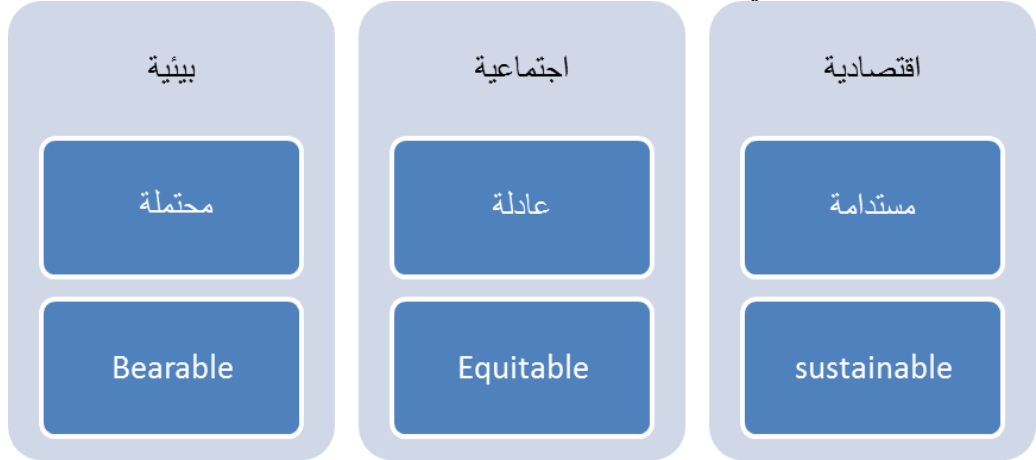 اقتصادية
مستدامة
sustainable
اجتماعية
عادلة
Equitable
بيئية
محتملة
Bearable